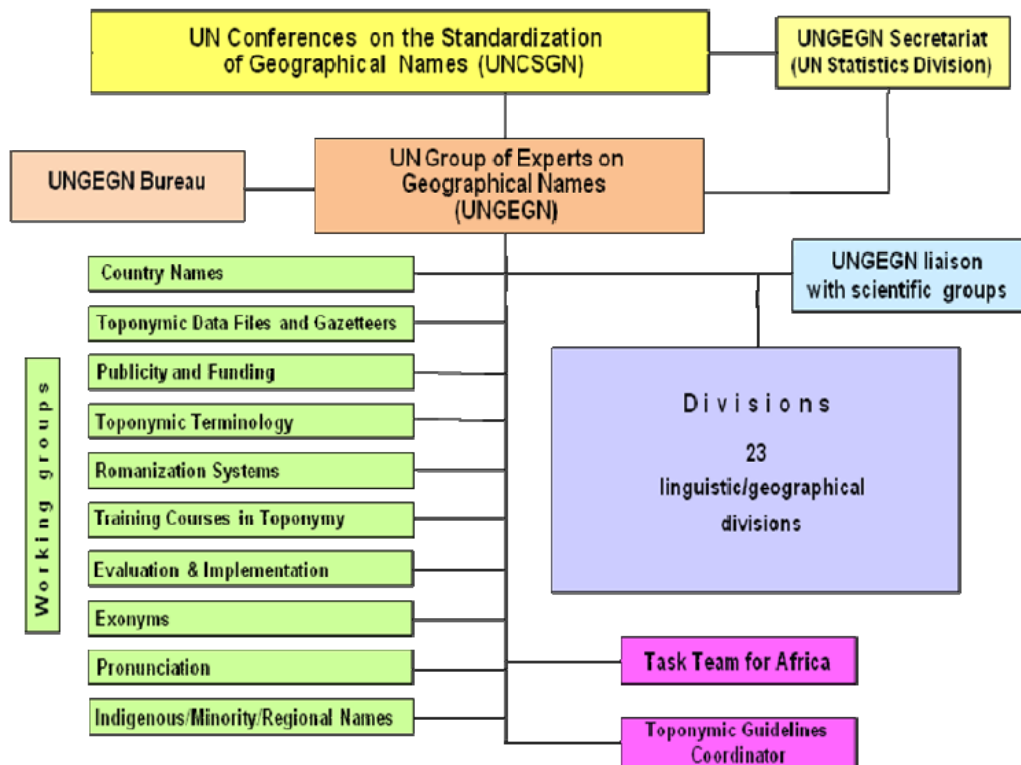 UN Conferences on the Standardization
of Geographical Names (UNCSGN)
UNGEGN Secretariat
(UN Statistics Division)
UNGEGN Bureau
UN Group of Experts on
Geographical Names
(UNGEGN)
UNGEGN liaison
with scientific groups
Working groups
Country Names
Toponymic Data Files and Gazetteers
Publicity and Funding
Toponymic Terminology
Romanization Systems
Training Courses in Toponymy
Evaluation & Implementation
Exonyms
Pronunciation
Indigenous/Minority/Regional Names
Divisions
23
linguistic/geographical
divisions
Task Team for Africa
Toponymic Guidelines
Coordinator